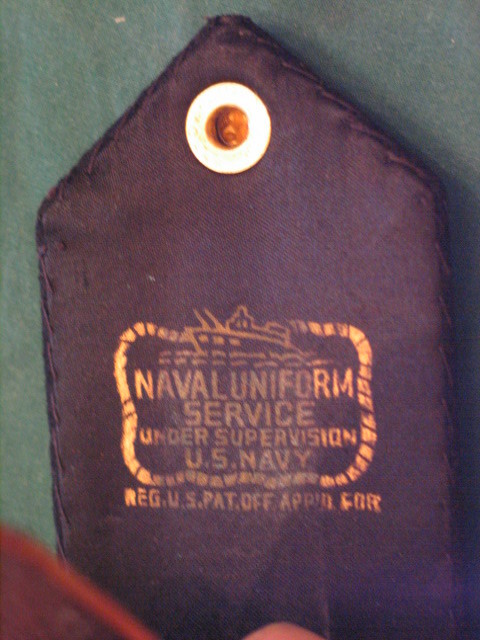 NAVAL UNIFORM
SERVICE
UNDER SUPERVISION
U.S. NAVY
REG. U.S. PAT. OFF. APP'D. FOR